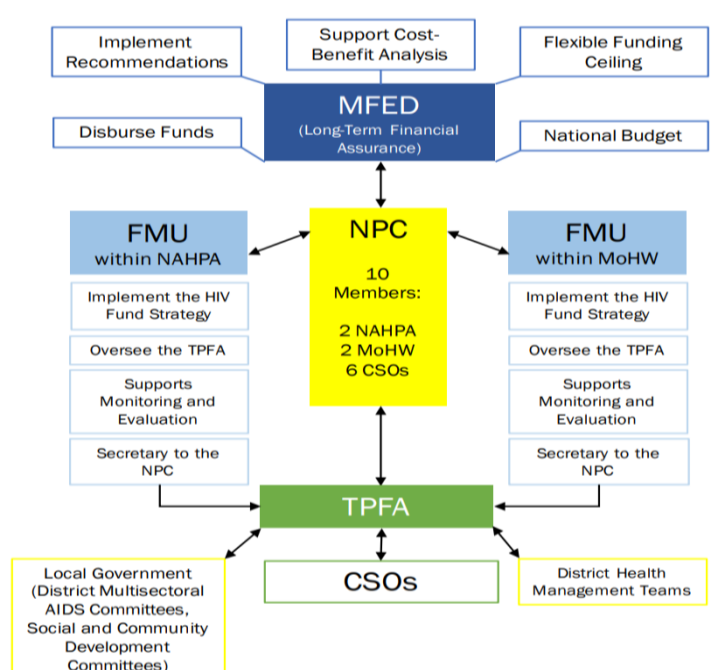 Implement
Recommendations
Support Cost-
Benefit Analysis
Flexible Funding
Ceiling
Disburse Funds
MFED
(Long-Term Financial
Assurance)
National Budget
FMU
within NAHPA
Implement the HIV
Fund Strategy
Oversee the TPFA
Supports
Monitoring and
Evaluation
Secretary to the
NPC
NPC
10
Members:
2 NAHPA
2 MoHW
6 CSOs
FMU
within MoHW
Implement the HIV
Fund Strategy
Oversee the TPFA
Supports
Monitoring and
Evaluation
Secretary to the
NPC
TPFA
Local Government
(District Multisectoral
AIDS Committees,
Social and Community
Development
Committees)
CSOs
District Health
Management Teams